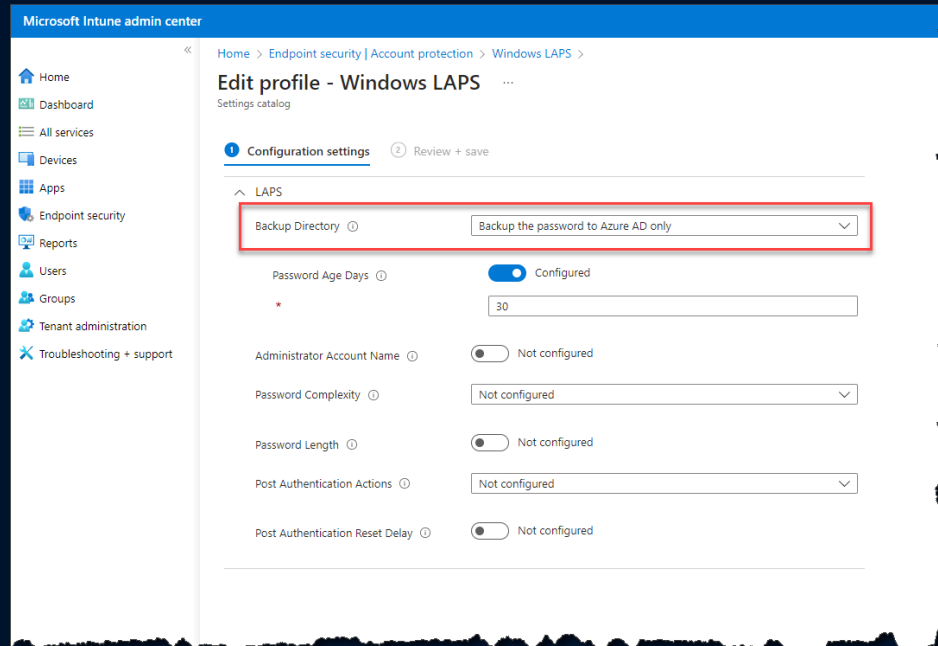 Microsoft Intune admin center
«
Home > Endpoint security | Account protection > Windows LAPS >
Edit profile - Windows LAPS ...
Settings catalog
Home
Dashboard
All services
Devices
Apps
Endpoint security
Reports
Users
Groups
Tenant administration
Troubleshooting + support
1 Configuration settings 2 Review + save
LAPS
Backup Directory Backup the password to Azure AD only
Password Age Days Configured
* 30
Administrator Account Name Not configured
Password Complexity Not configured
Password Length Not configured
Post Authentication Actions Not configured
Post Authentication Reset Delay Not configured